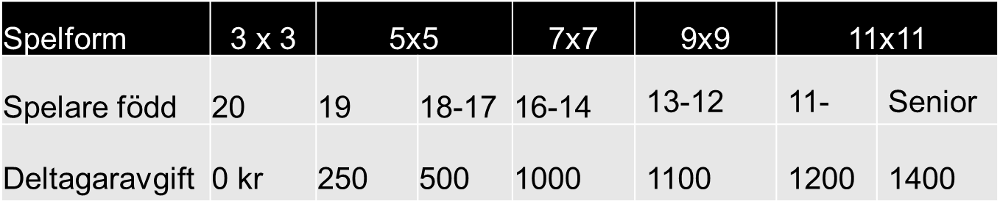 Spelform 3 x 3 5x5 7x7 9x9 11x11
Spelare född 20 19 18-17 16-14 13-12 11- Senior
Deltagaravgift 0 kr 250 500 1000 1100 1200 1400